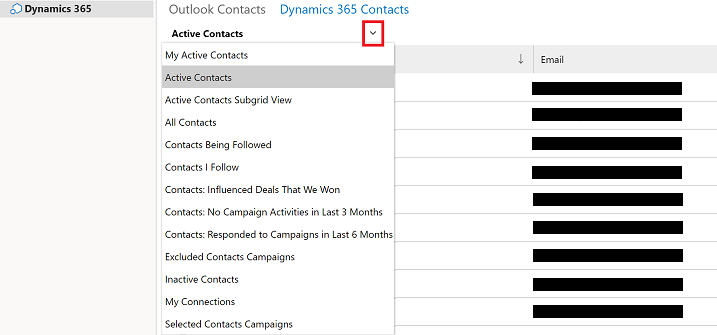 Dynamics 365
Outlook Contacts Dynamics 365 Contacts
Active Contacts
Email
My Active Contacts
Active Contacts
Active Contacts Subgrid View
All Contacts
Contacts Being Followed
Contacts I Follow
Contacts: Influenced Deals That We Won
Contacts: No Campaign Activities in Last 3 Months
Contacts: Responded to Campaigns in Last 6 Months
Excluded Contacts Campaigns
Inactive Contacts
My Connections
Selected Contacts Campaigns